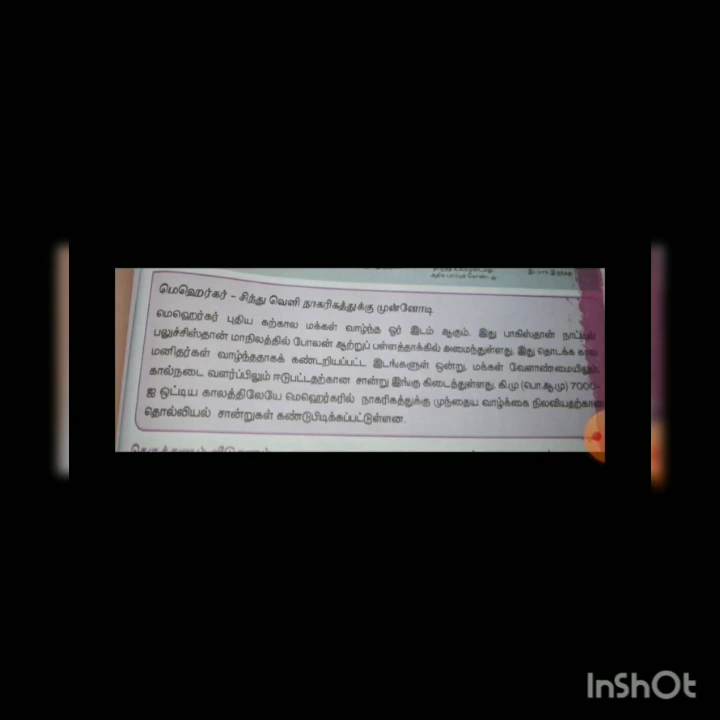 மெஹெர்கர் – சிந்து வெளி நாகரிகத்துக்கு முன்னோடி
மெஹெர்கர் புதிய கற்கால மக்கள் வாழ்ந்த ஓர் இடம் ஆகும். இது பாகிஸ்தான் நாட்டில்
பலுச்சிஸ்தான் மாநிலத்தில் போலன் ஆற்றுப் பள்ளத்தாக்கில் அமைந்துள்ளது. இது தொடக்க கால
மனிதர்கள் வாழ்ந்ததாகக் கண்டறியப்பட்ட இடங்களுள் ஒன்று. மக்கள் வேளாண்மையிலும்,
கால்நடை வளர்ப்பிலும் ஈடுபட்டதற்கான சான்று இங்கு கிடைத்துள்ளது. கி.மு (பொ.ஆ.மு) 7000-
ஐ ஒட்டிய காலத்திலேயே மெஹெர்கரில் நாகரிகத்துக்கு முந்தைய வாழ்க்கை நிலவியதற்கான
தொல்லியல் சான்றுகள் கண்டுபிடிக்கப்பட்டுள்ளன.
InShOt